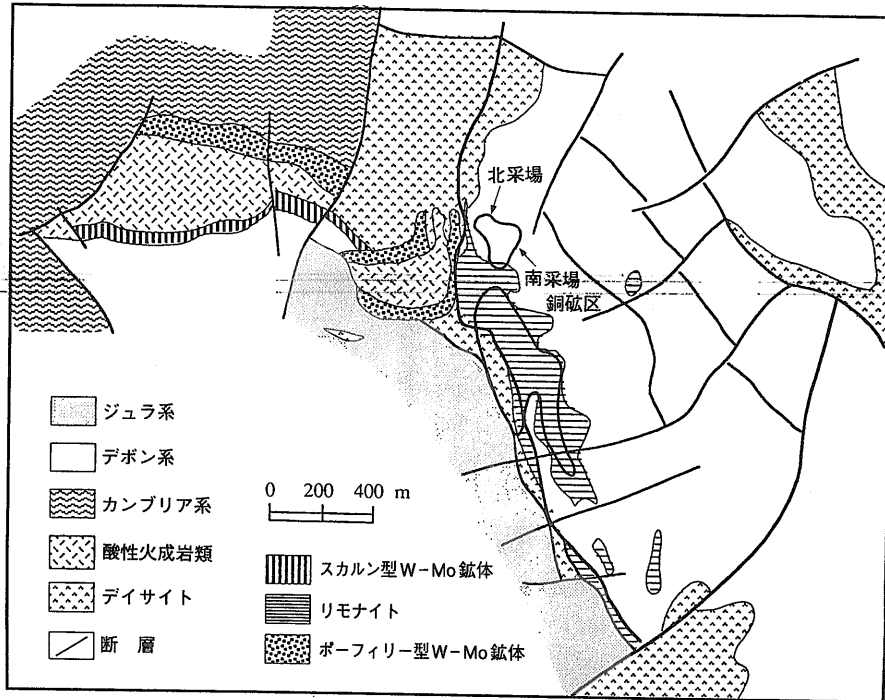 北采場
南采場
銅矿区
ジュラ系
デボン系
カンブリア系
酸性火成岩類
デイサイト
断 層
0 200 400 m
スカルン型W-Mo鉱体
リモナイト
ポーフィリー型W-Mo鉱体